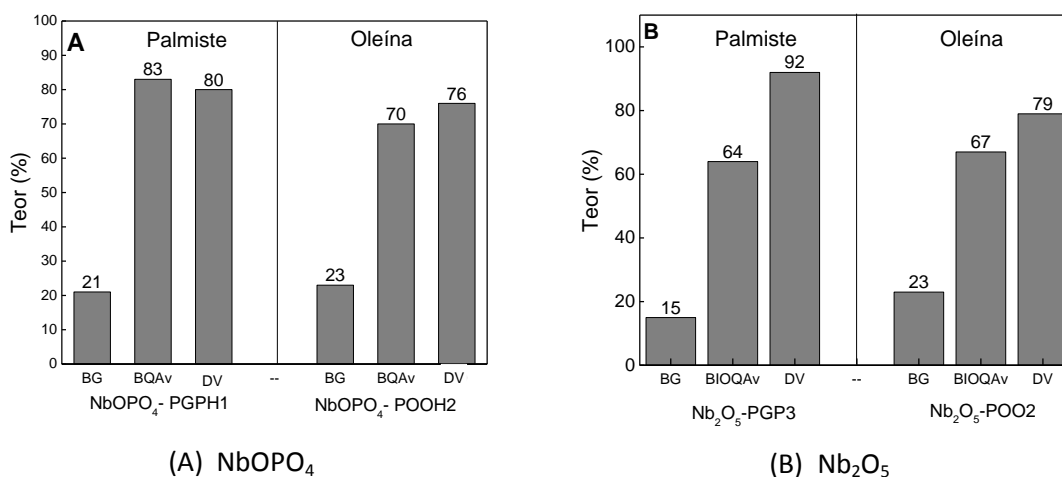 A
Palmiste
Oleína
Teor (%)
100
90
80
70
60
50
40
30
20
10
0
21
83
80
23
70
76
BG BQAv DV -- BG BQAv DV
NbOPO₄- PGPH1 NbOPO₄- POOH2
(A) NbOPO₄
B
Palmiste
Oleína
Teor (%)
100
80
60
40
20
0
15
64
92
23
67
79
BG BIOQAv DV -- BG BIOQAv DV
Nb₂O₅-PGP3 Nb₂O₅-POO2
(B) Nb₂O₅